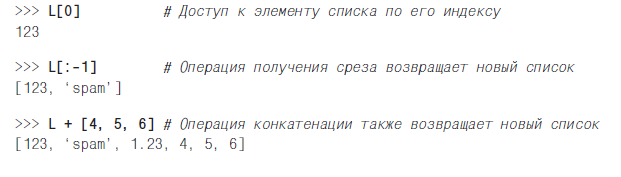 >>> L[0] # Доступ к элементу списка по его индексу
123
>>> L[:-1] # Операция получения среза возвращает новый список
[123, ‘spam’]
>>> L + [4, 5, 6] # Операция конкатенации также возвращает новый список
[123, ‘spam’, 1.23, 4, 5, 6]